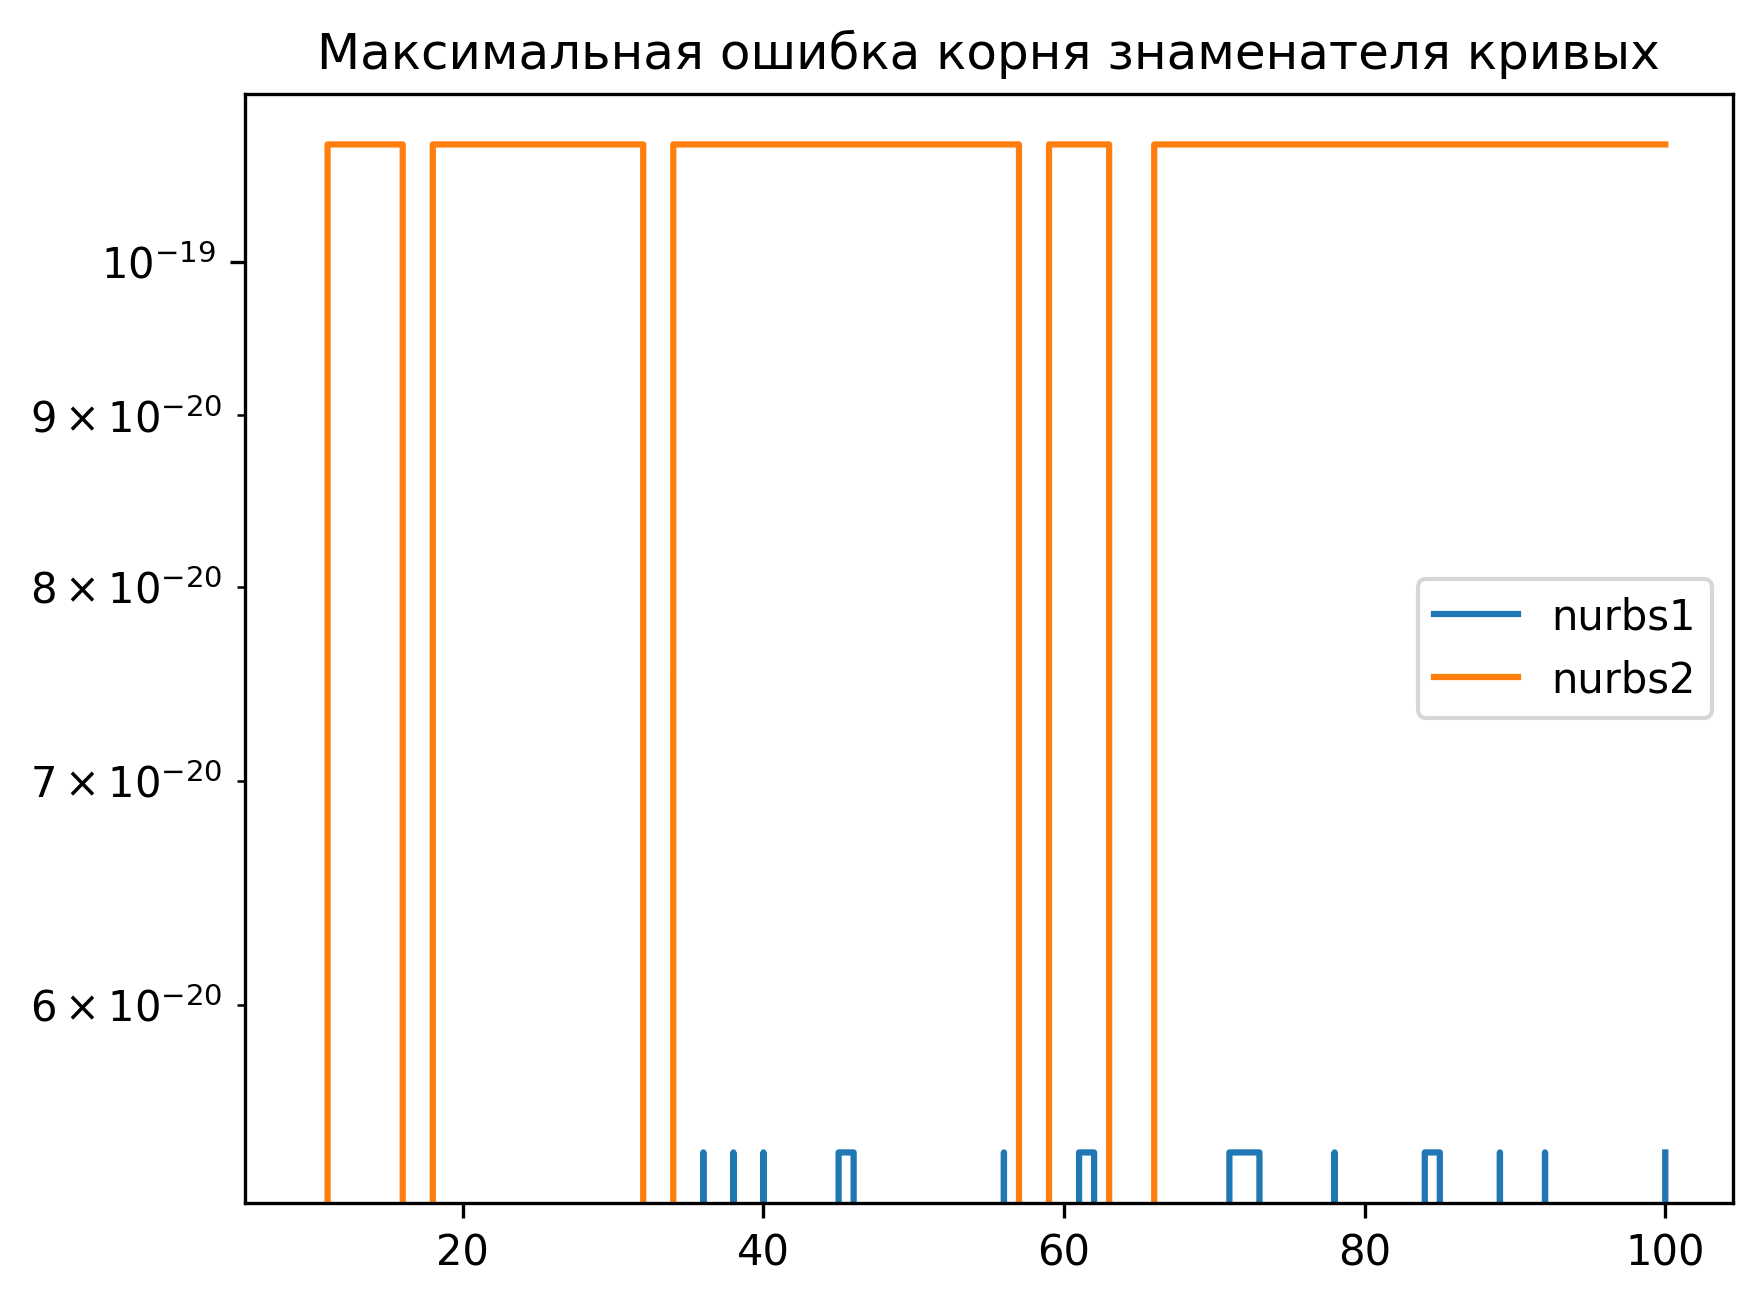 Максимальная ошибка корня знаменателя кривых
10⁻¹⁹
9 × 10⁻²⁰
8 × 10⁻²⁰
7 × 10⁻²⁰
6 × 10⁻²⁰
nurbs1
nurbs2
20 40 60 80 100